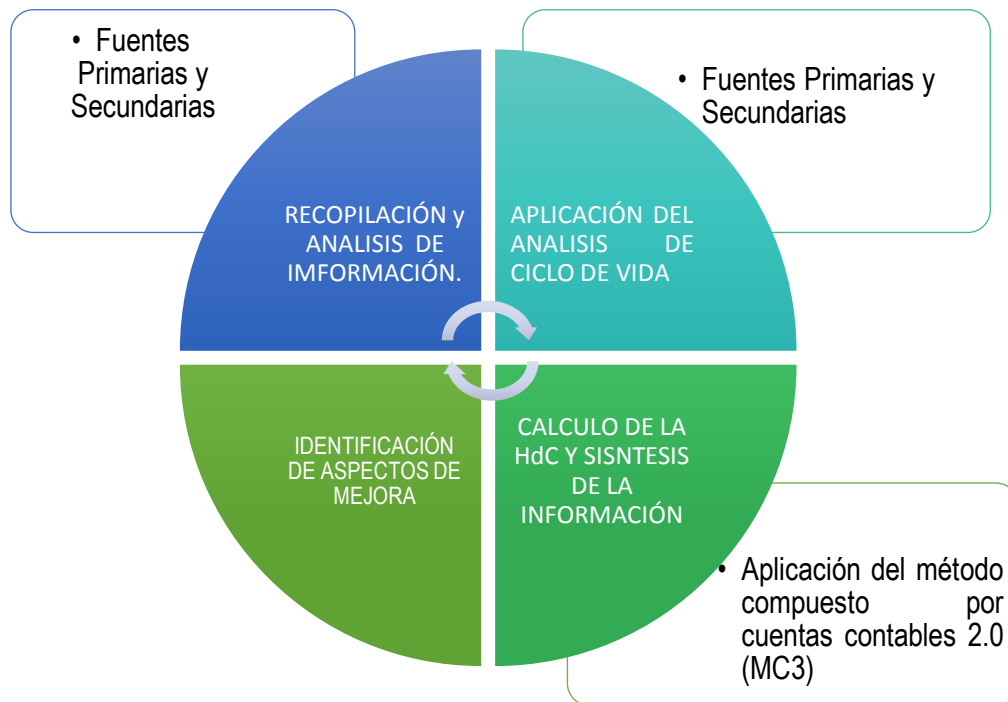 • Fuentes
Primarias y
Secundarias
• Fuentes Primarias y
Secundarias
RECOPILACIÓN y
ANALISIS DE
IMFORMACIÓN.
APLICACIÓN DEL
ANALISIS DE
CICLO DE VIDA
IDENTIFICACIÓN
DE ASPECTOS DE
MEJORA
CALCULO DE LA
HdC Y SISNTESIS
DE LA
INFORMACIÓN
• Aplicación del método
compuesto por
cuentas contables 2.0
(MC3)